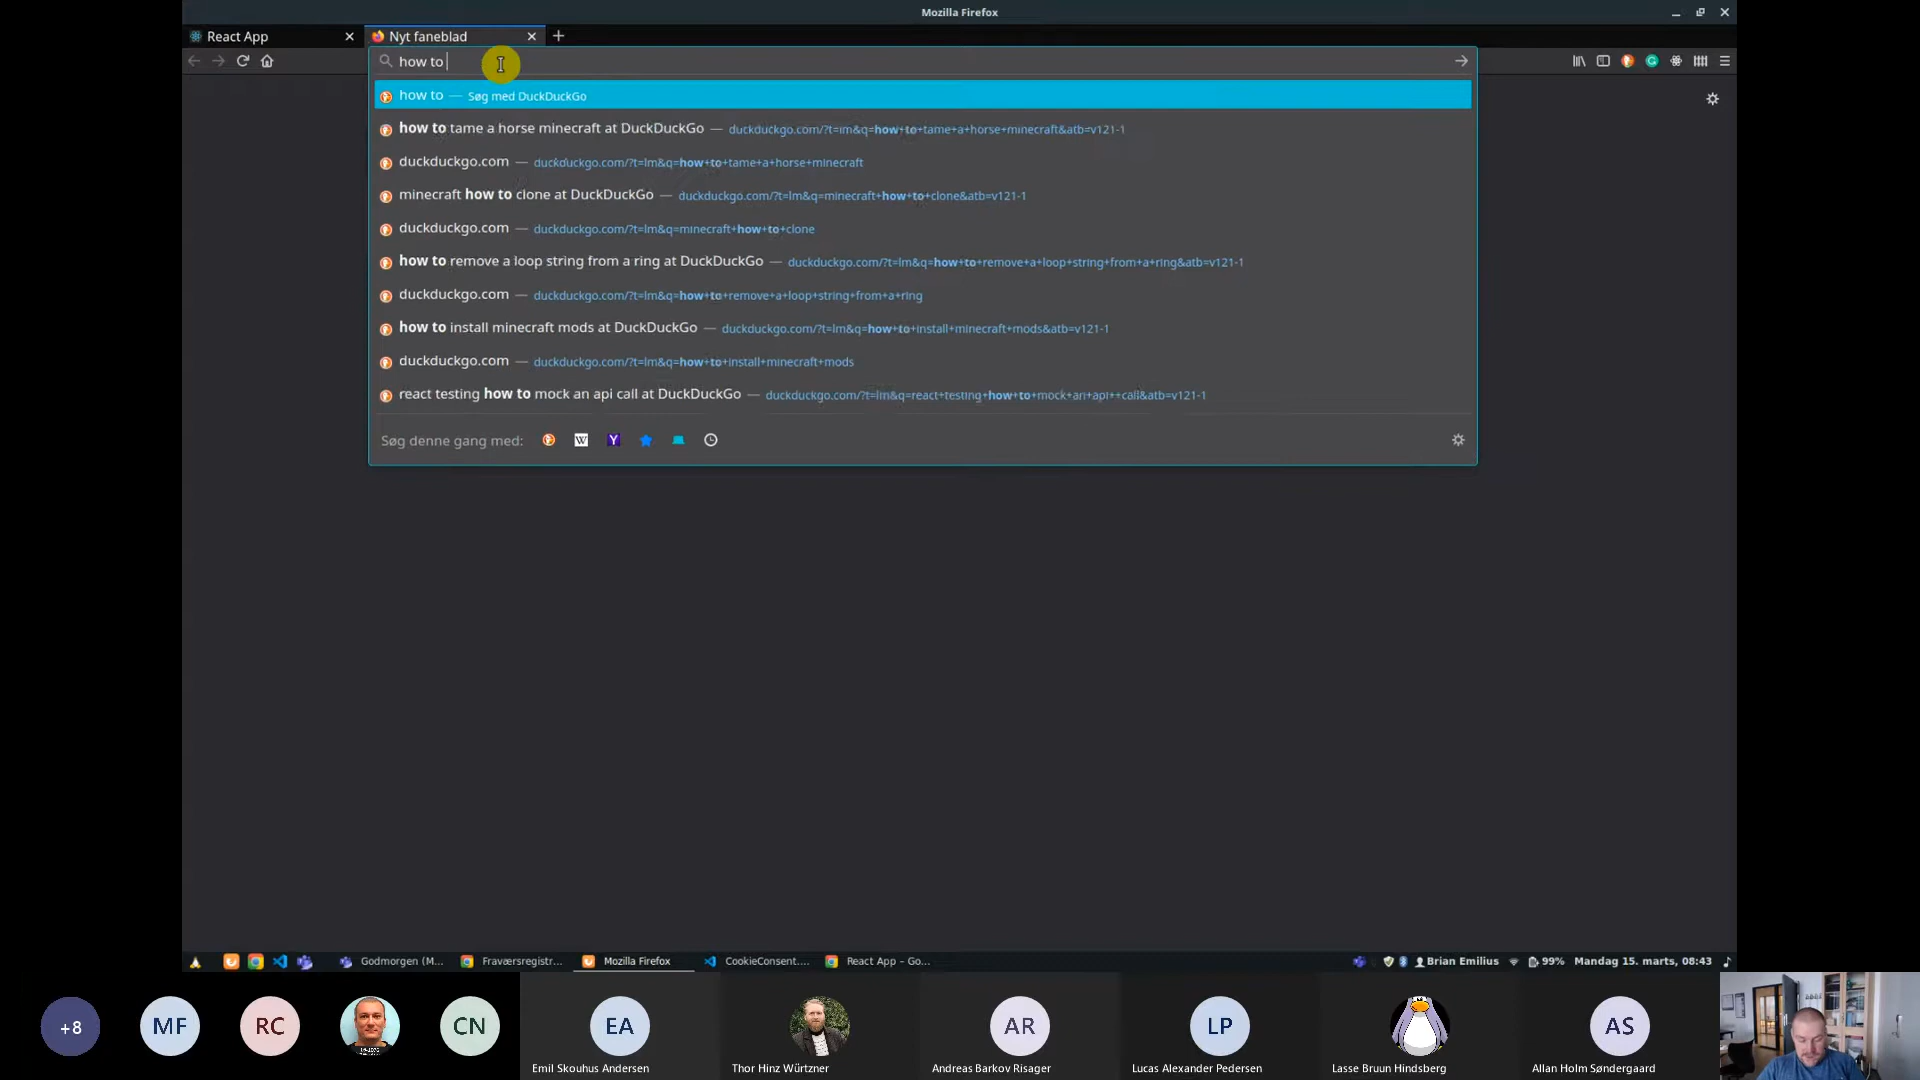 Mozilla Firefox
React App
Nyt faneblad
how to
how to — Søg med DuckDuckGo
how to tame a horse minecraft at DuckDuckGo — duckduckgo.com/?t=lm&q=how+to+tame+a+horse+minecraft&atb=v121-1
duckduckgo.com — duckduckgo.com/?t=lm&q=how+to+tame+a+horse+minecraft
minecraft how to clone at DuckDuckGo — duckduckgo.com/?t=lm&q=minecraft+how+to+clone&atb=v121-1
duckduckgo.com — duckduckgo.com/?t=lm&q=minecraft+how+to+clone
how to remove a loop string from a ring at DuckDuckGo — duckduckgo.com/?t=lm&q=how+to+remove+a+loop+string+from+a+ring&atb=v121-1
duckduckgo.com — duckduckgo.com/?t=lm&q=how+to+remove+a+loop+string+from+a+ring
how to install minecraft mods at DuckDuckGo — duckduckgo.com/?t=lm&q=how+to+install+minecraft+mods&atb=v121-1
duckduckgo.com — duckduckgo.com/?t=lm&q=how+to+install+minecraft+mods
react testing how to mock an api call at DuckDuckGo — duckduckgo.com/?t=lm&q=react+testing+how+to+mock+an+api++call&atb=v121-1
Søg denne gang med:
W
Y
Godmorgen (M...
Fraværsregistr...
Mozilla Firefox
CookieConsent....
React App – Go...
Brian Emilius
99%
Mandag 15. marts, 08:43
+8
MF
RC
CN
EA
AR
LP
AS
Emil Skouhus Andersen
Thor Hinz Würtzner
Andreas Barkov Risager
Lucas Alexander Pedersen
Lasse Bruun Hindsberg
Allan Holm Søndergaard